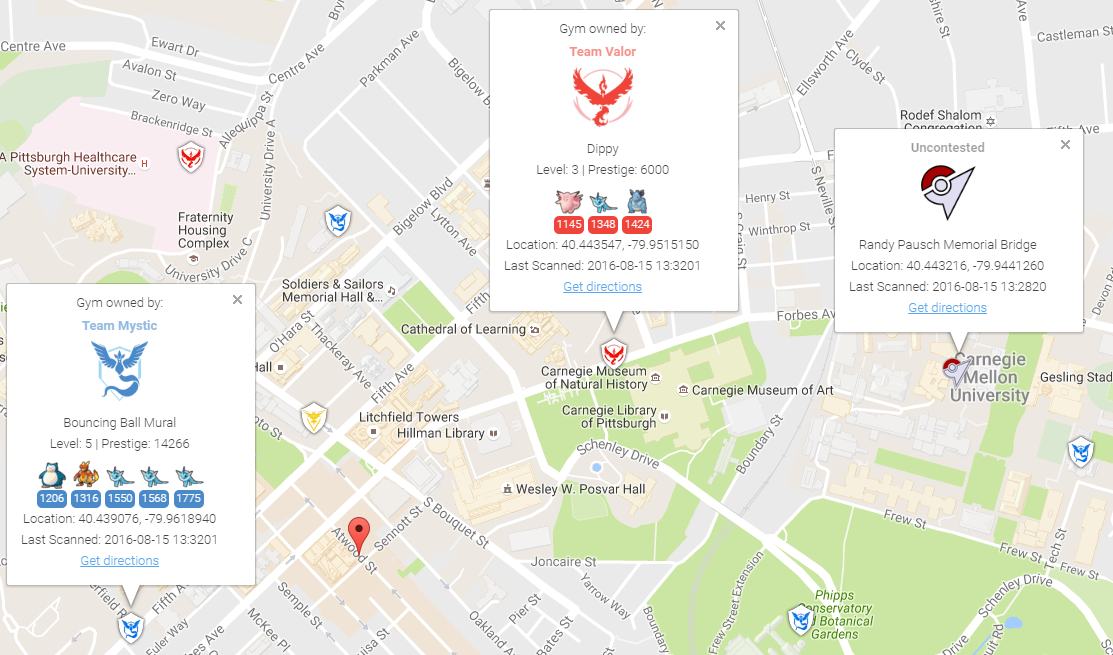 Centre Ave
Ewart Dr
Avalon St
Zero Way
Brackenridge St
Allequippa St
Centre Ave
Parkman Ave
Bigelow B
Ellsworth Ave
Clyde St
Castleman St
Fifth Ave
Devon Rd
A Pittsburgh Healthcare
System-University...
H
University Drive A
Fraternity
Housing
Complex
University Drive C
Bigelow Blvd
Lytton Ave
Soldiers & Sailors
Memorial Hall &...
O'Hara St
Thackeray Ave
Fifth Ave
Fifth
Cathedral of Learning
Hall
Gym owned by:
Team Valor
Dippy
Level: 3 | Prestige: 6000
1145 1348 1424
Location: 40.443547, -79.9515150
Last Scanned: 2016-08-15 13:3201
Get directions
Rodef Shalom
Congregation
Henry St
Winthrop St
S Neville St
Craig St
Forbes Av
Uncontested
Randy Pausch Memorial Bridge
Location: 40.443216, -79.9441260
Last Scanned: 2016-08-15 13:2820
Get directions
Gym owned by:
Team Mystic
Bouncing Ball Mural
Level: 5 | Prestige: 14266
1206 1316 1550 1568 1775
Location: 40.439076, -79.9618940
Last Scanned: 2016-08-15 13:3201
Get directions
Carnegie Museum
of Natural History
Carnegie Museum of Art
Carnegie Library
of Pittsburgh
Carnegie
Mellon
University
Gesling Stad
Litchfield Towers
Hillman Library
oto St
Schenley Drive
Boundary St
Wesley W. Posvar Hall
S Bouquet St
Sennott St
Atwood St
Joncaire St
Yarrow Way
Pier St
Semple St
McKee Pl
Louisa St
Euler Way
Fifth Ave
Boundary St
Frew Street Extension
Frew St
Frew St
Tech St
Schenley Drive
Phipps
Conservatory
d Botanical
Gardens